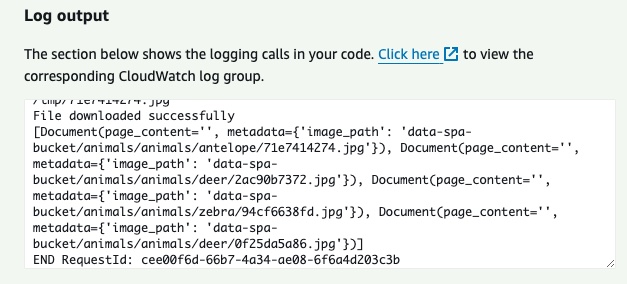 Log output
The section below shows the logging calls in your code. Click here to view the
corresponding CloudWatch log group.
/tmp/71e7414274.jpg
File downloaded successfully
[Document(page_content='', metadata={'image_path': 'data-spa-
bucket/animals/animals/antelope/71e7414274.jpg'}), Document(page_content='',
metadata={'image_path': 'data-spa-
bucket/animals/animals/deer/2ac90b7372.jpg'}), Document(page_content='',
metadata={'image_path': 'data-spa-
bucket/animals/animals/zebra/94cf6638fd.jpg'}), Document(page_content='',
metadata={'image_path': 'data-spa-
bucket/animals/animals/deer/0f25da5a86.jpg'})]
END RequestId: cee00f6d-66b7-4a34-ae08-6f6a4d203c3b